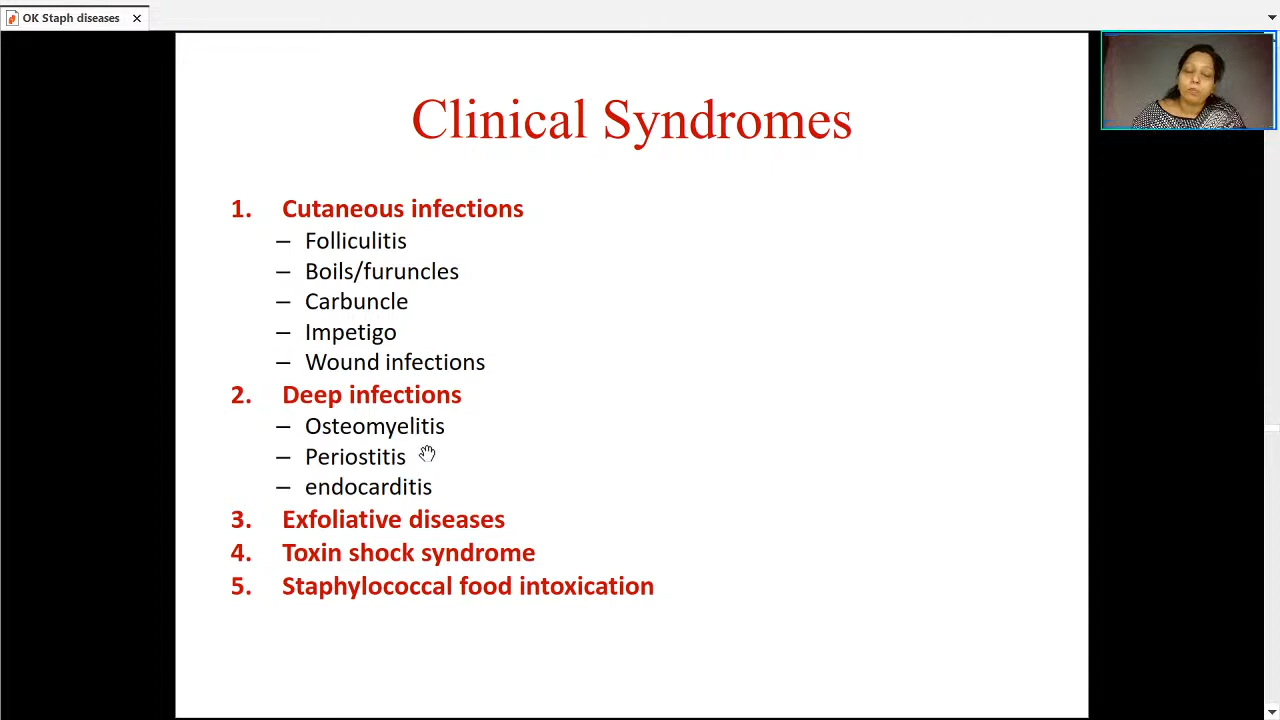 OK Staph diseases
Clinical Syndromes
1. Cutaneous infections
– Folliculitis
– Boils/furuncles
– Carbuncle
– Impetigo
– Wound infections
2. Deep infections
– Osteomyelitis
– Periostitis
– endocarditis
3. Exfoliative diseases
4. Toxin shock syndrome
5. Staphylococcal food intoxication